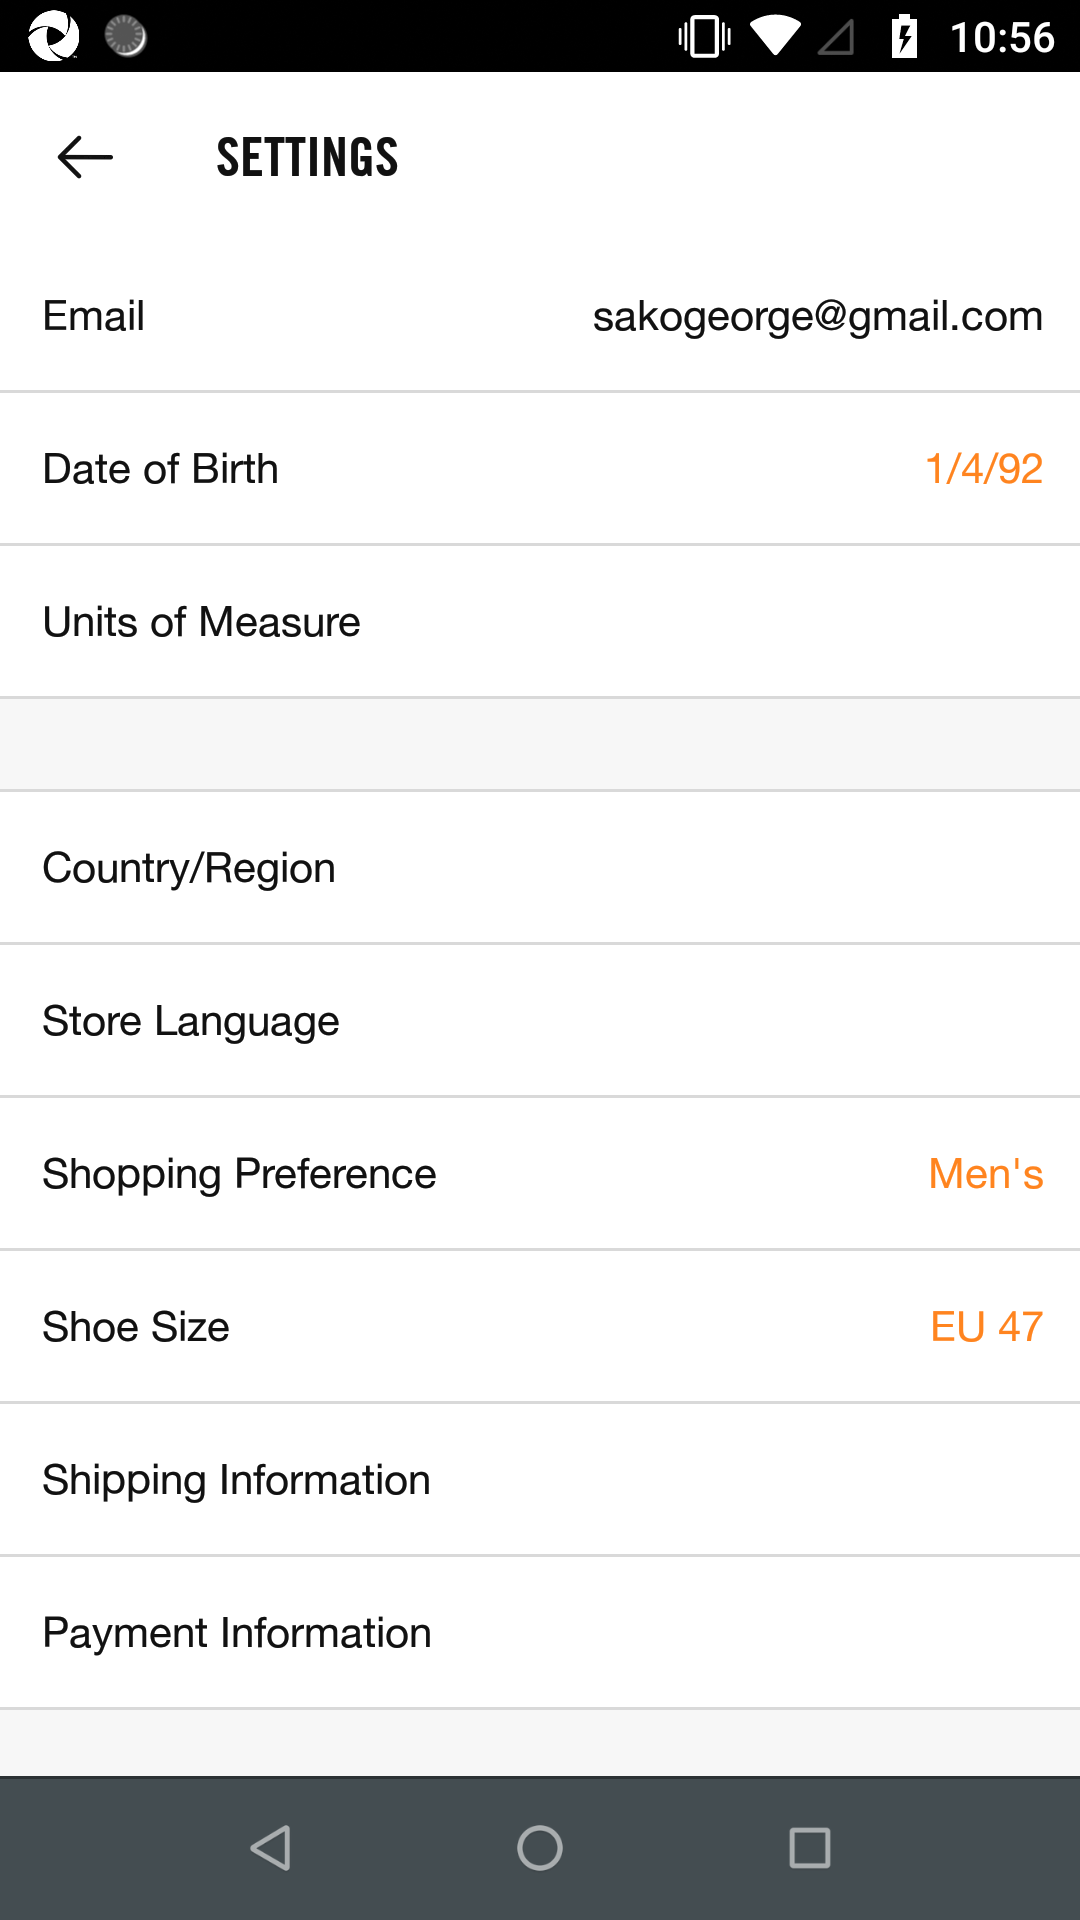 10:56
SETTINGS
Email sakogeorge@gmail.com
Date of Birth 1/4/92
Units of Measure
Country/Region
Store Language
Shopping Preference Men's
Shoe Size EU 47
Shipping Information
Payment Information